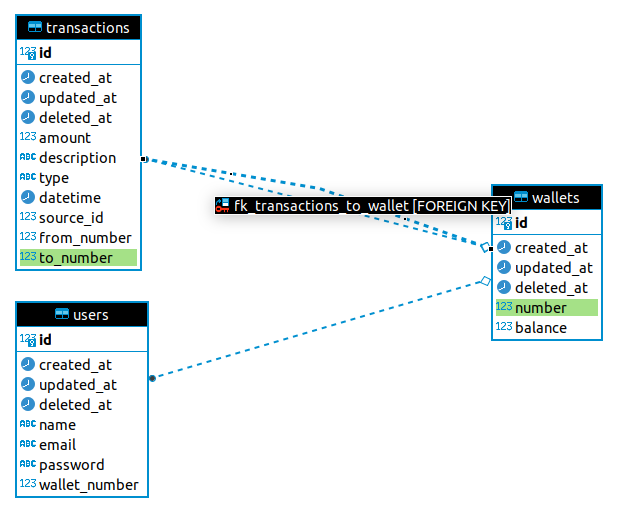 transactions
123 id
created_at
updated_at
deleted_at
123 amount
ABC description
ABC type
datetime
123 source_id
123 from_number
123 to_number
fk_transactions_to_wallet [FOREIGN KEY]
wallets
123 id
created_at
updated_at
deleted_at
123 number
123 balance
users
123 id
created_at
updated_at
deleted_at
ABC name
ABC email
ABC password
123 wallet_number